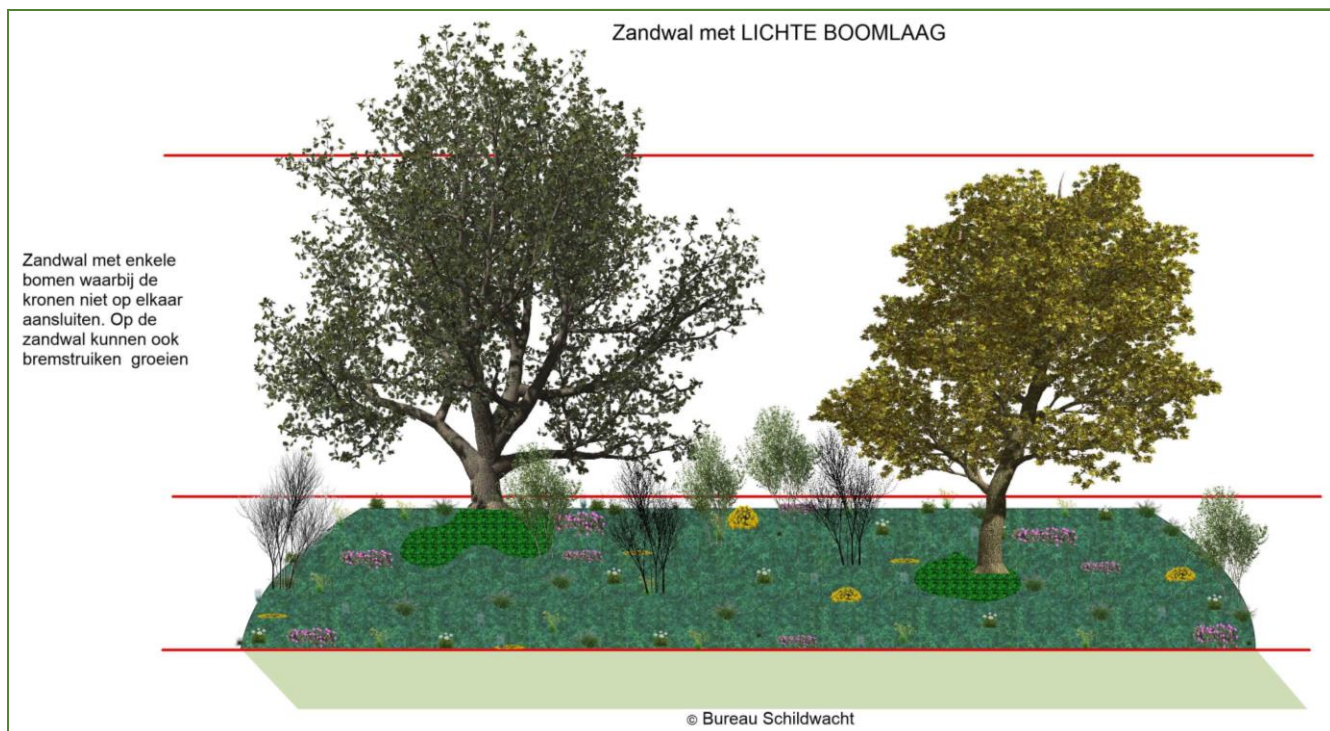 Zandwal met LICHTE BOOMLAAG
Zandwal met enkele
bomen waarbij de
kronen niet op elkaar
aansluiten. Op de
zandwal kunnen ook
bremstruiken groeien
© Bureau Schildwacht